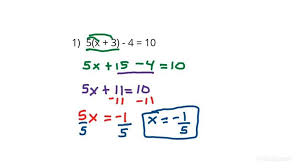 1) 5(x + 3) - 4 = 10
5x + 15 - 4 = 10
5x + 11 = 10
-11 -11
5x = -1
5 5
x = -1/5